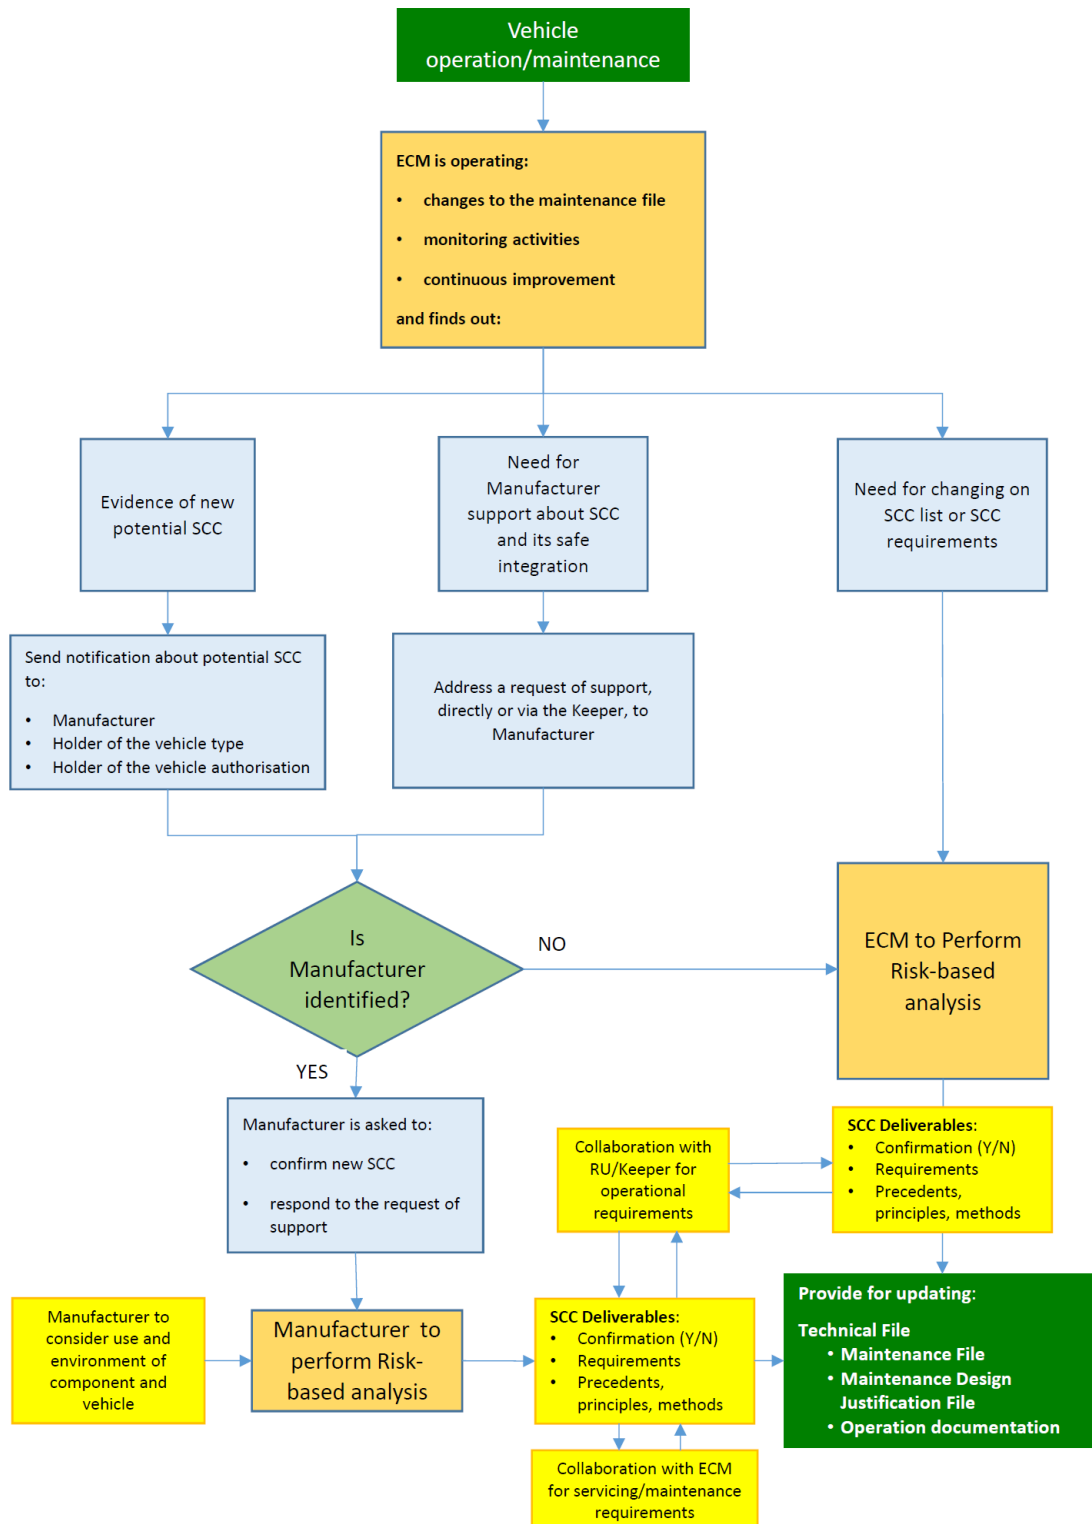 Vehicle
operation/maintenance
ECM is operating:
• changes to the maintenance file
• monitoring activities
• continuous improvement
and finds out:
Evidence of new
potential SCC
Need for
Manufacturer
support about SCC
and its safe
integration
Need for changing on
SCC list or SCC
requirements
Send notification about potential SCC
to:
• Manufacturer
• Holder of the vehicle type
• Holder of the vehicle authorisation
Address a request of support,
directly or via the Keeper, to
Manufacturer
Is
Manufacturer
identified?
NO
ECM to Perform
Risk-based
analysis
YES
Manufacturer is asked to:
• confirm new SCC
• respond to the request of
support
Collaboration with
RU/Keeper for
operational
requirements
SCC Deliverables:
• Confirmation (Y/N)
• Requirements
• Precedents,
principles, methods
Manufacturer to
consider use and
environment of
component and
vehicle
Manufacturer to
perform Risk-
based analysis
SCC Deliverables:
• Confirmation (Y/N)
• Requirements
• Precedents,
principles, methods
Provide for updating:
Technical File
• Maintenance File
• Maintenance Design
Justification File
• Operation documentation
Collaboration with ECM
for servicing/maintenance
requirements